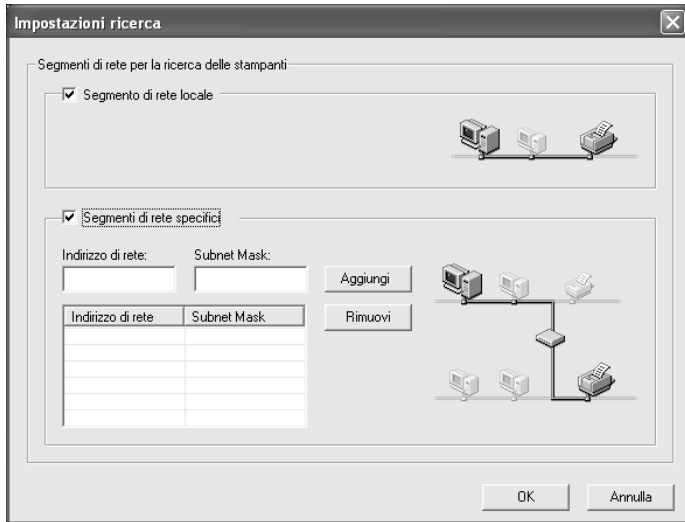 Impostazioni ricerca
Segmenti di rete per la ricerca delle stampanti
Segmento di rete locale
Segmenti di rete specifici
Indirizzo di rete: Subnet Mask:
Aggiungi
Indirizzo di rete Subnet Mask
Rimuovi
OK Annulla